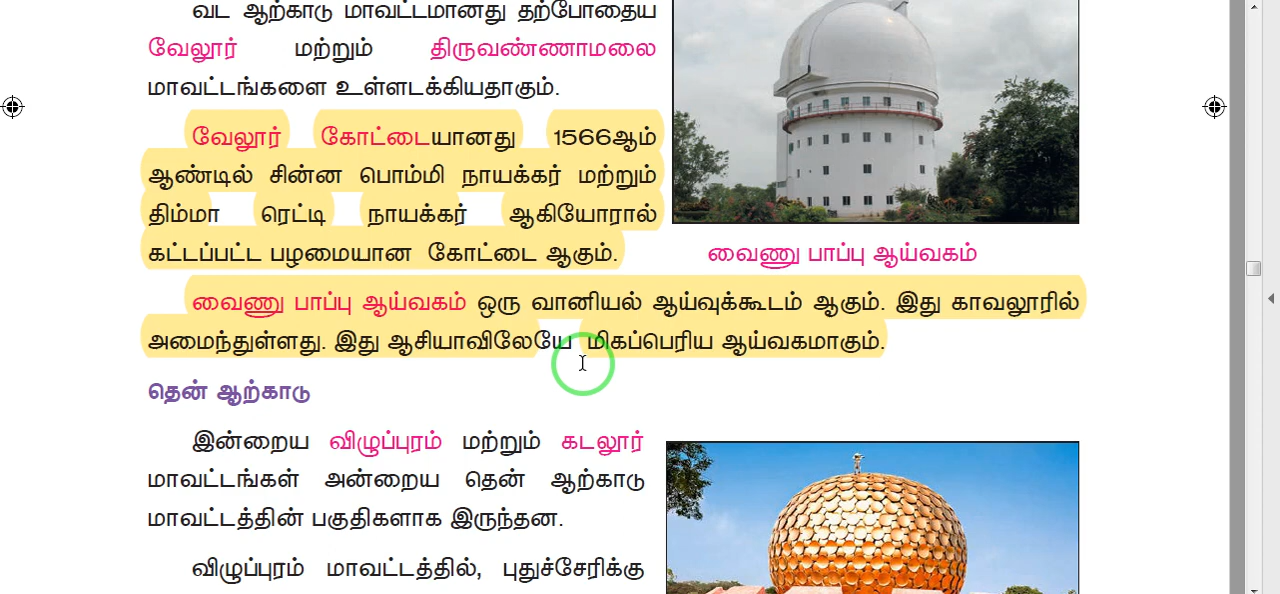 வட ஆற்காடு மாவட்டமானது தற்போதைய
வேலூர் மற்றும் திருவண்ணாமலை
மாவட்டங்களை உள்ளடக்கியதாகும்.
வேலூர் கோட்டையானது 1566ஆம்
ஆண்டில் சின்ன பொம்மி நாயக்கர் மற்றும்
திம்மா ரெட்டி நாயக்கர் ஆகியோரால்
கட்டப்பட்ட பழமையான கோட்டை ஆகும்.
வைணு பாப்பு ஆய்வகம்
வைணு பாப்பு ஆய்வகம் ஒரு வானியல் ஆய்வுக்கூடம் ஆகும். இது காவலூரில்
அமைந்துள்ளது. இது ஆசியாவிலேயே மிகப்பெரிய ஆய்வகமாகும்.
தென் ஆற்காடு
இன்றைய விழுப்புரம் மற்றும் கடலூர்
மாவட்டங்கள் அன்றைய தென் ஆற்காடு
மாவட்டத்தின் பகுதிகளாக இருந்தன.
விழுப்புரம் மாவட்டத்தில், புதுச்சேரிக்கு